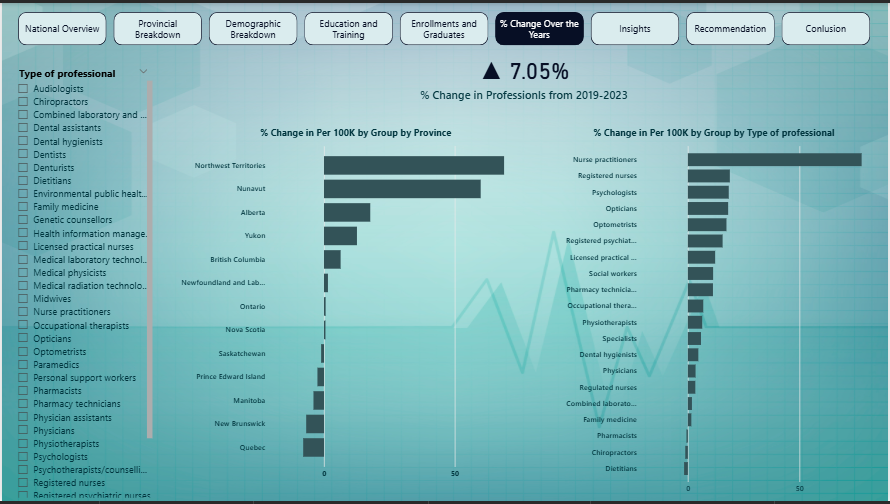 National Overview
Provincial
Breakdown
Demographic
Breakdown
Education and
Training
Enrollments and
Graduates
% Change Over the
Years
Insights
Recommendation
Conlusion
▲ 7.05%
% Change in Professionls from 2019-2023
Type of professional
Audiologists
Chiropractors
Combined laboratory and ...
Dental assistants
Dental hygienists
Dentists
Denturists
Dietitians
Environmental public healt...
Family medicine
Genetic counsellors
Health information manage...
Licensed practical nurses
Medical laboratory technol...
Medical physicists
Medical radiation technolo...
Midwives
Nurse practitioners
Occupational therapists
Opticians
Optometrists
Paramedics
Personal support workers
Pharmacists
Pharmacy technicians
Physician assistants
Physicians
Physiotherapists
Psychologists
Psychotherapists/counselli...
Registered nurses
Registered psychiatric nurses
% Change in Per 100K by Group by Province
Northwest Territories
Nunavut
Alberta
Yukon
British Columbia
Newfoundland and Lab...
Ontario
Nova Scotia
Saskatchewan
Prince Edward Island
Manitoba
New Brunswick
Quebec
0
50
% Change in Per 100K by Group by Type of professional
Nurse practitioners
Registered nurses
Psychologists
Opticians
Optometrists
Registered psychiat...
Licensed practical ...
Social workers
Pharmacy technicia...
Occupational thera...
Physiotherapists
Specialists
Dental hygienists
Physicians
Regulated nurses
Combined laborato...
Family medicine
Pharmacists
Chiropractors
Dietitians
0
50